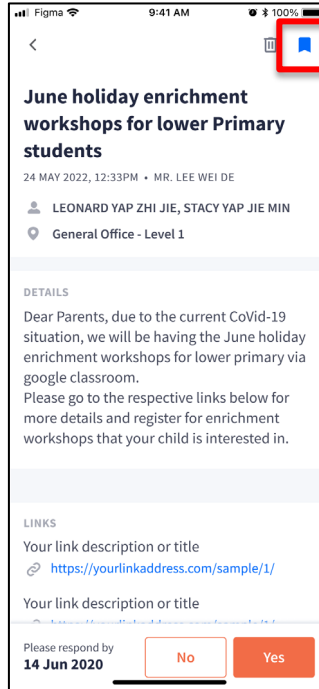 Figma 9:41 AM 100%
June holiday enrichment
workshops for lower Primary
students
24 MAY 2022, 12:33PM • MR. LEE WEI DE
LEONARD YAP ZHI JIE, STACY YAP JIE MIN
General Office - Level 1
DETAILS
Dear Parents, due to the current CoVid-19
situation, we will be having the June holiday
enrichment workshops for lower primary via
google classroom.
Please go to the respective links below for
more details and register for enrichment
workshops that your child is interested in.
LINKS
Your link description or title
https://yourlinkaddress.com/sample/1/
Your link description or title
Please respond by
14 Jun 2020
No
Yes